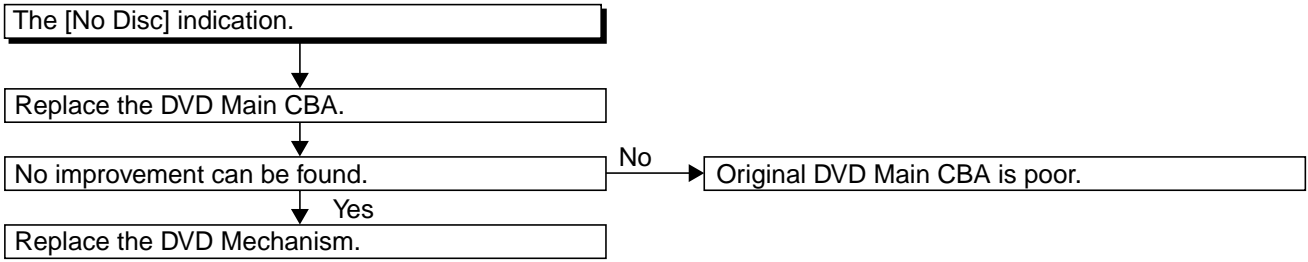 The [No Disc] indication.
Replace the DVD Main CBA.
No improvement can be found.
No
Original DVD Main CBA is poor.
Yes
Replace the DVD Mechanism.